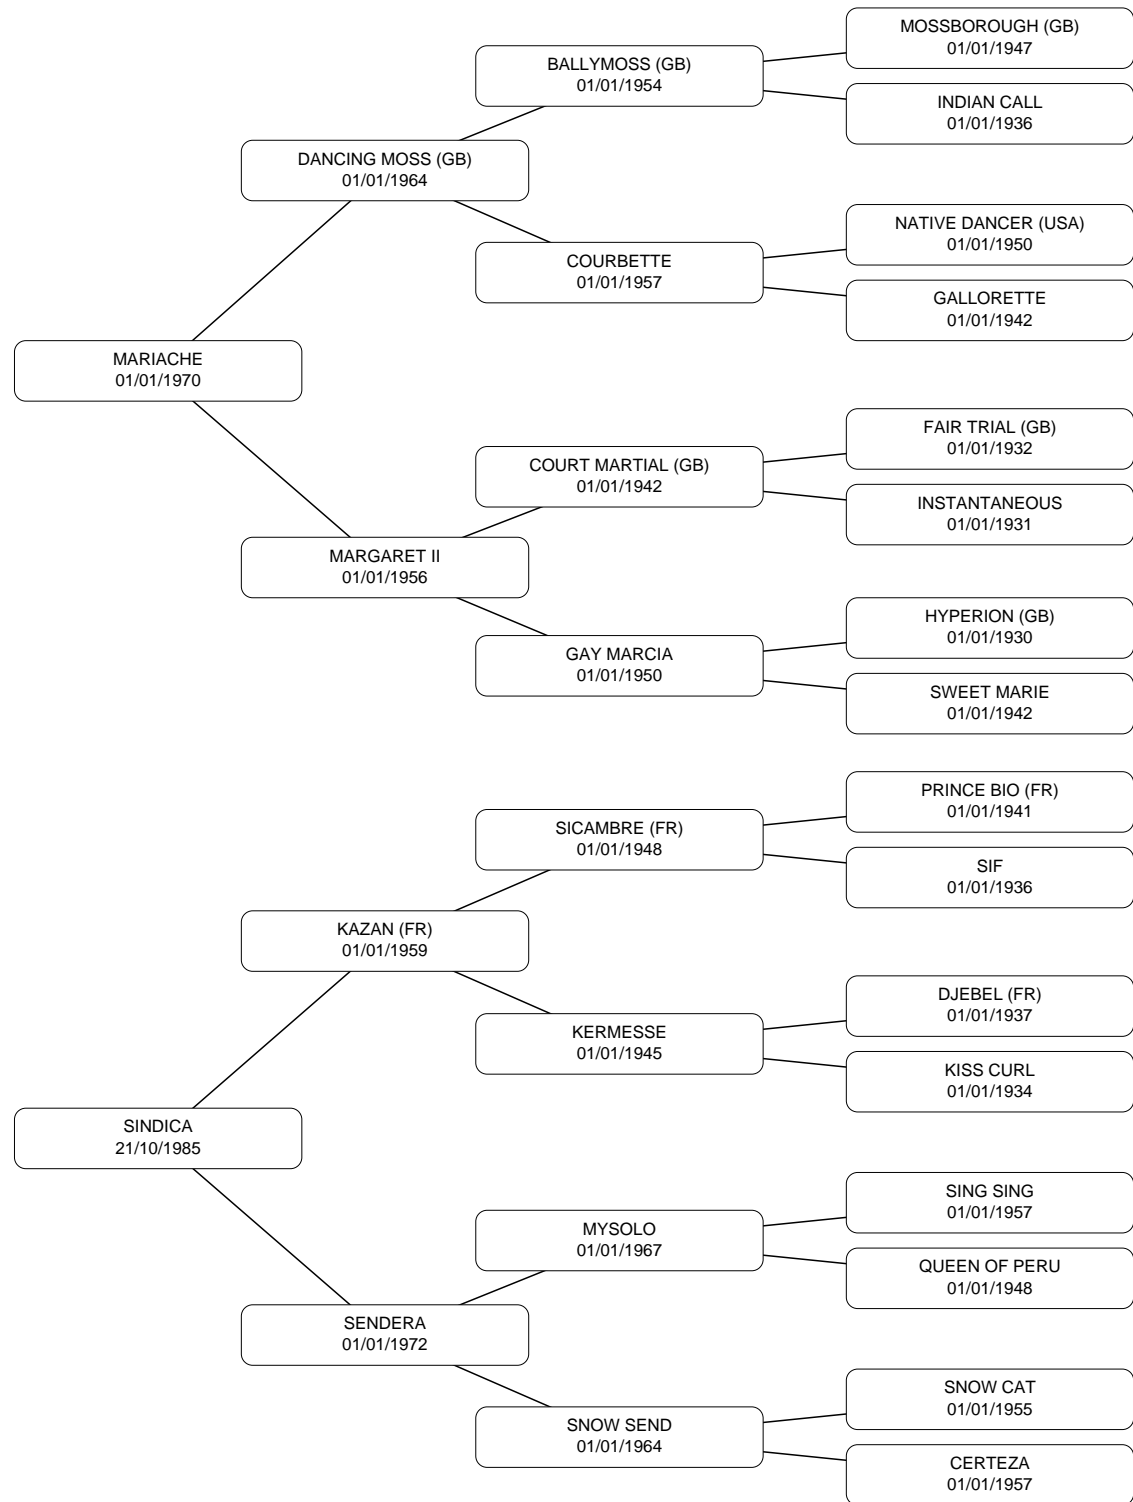 MOSSBOROUGH (GB)
01/01/1947
BALLYMOSS (GB)
01/01/1954
INDIAN CALL
01/01/1936
DANCING MOSS (GB)
01/01/1964
NATIVE DANCER (USA)
01/01/1950
COURBETTE
01/01/1957
GALLORETTE
01/01/1942
MARIACHE
01/01/1970
FAIR TRIAL (GB)
01/01/1932
COURT MARTIAL (GB)
01/01/1942
INSTANTANEOUS
01/01/1931
MARGARET II
01/01/1956
HYPERION (GB)
01/01/1930
GAY MARCIA
01/01/1950
SWEET MARIE
01/01/1942
PRINCE BIO (FR)
01/01/1941
SICAMBRE (FR)
01/01/1948
SIF
01/01/1936
KAZAN (FR)
01/01/1959
DJEBEL (FR)
01/01/1937
KERMESSE
01/01/1945
KISS CURL
01/01/1934
SINDICA
21/10/1985
SING SING
01/01/1957
MYSOLO
01/01/1967
QUEEN OF PERU
01/01/1948
SENDERA
01/01/1972
SNOW CAT
01/01/1955
SNOW SEND
01/01/1964
CERTEZA
01/01/1957